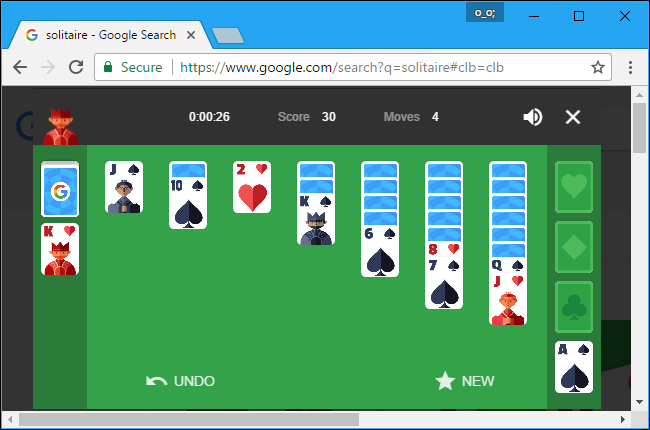 o_o;
solitaire - Google Search
Secure https://www.google.com/search?q=solitaire#clb=clb
0:00:26 Score 30 Moves 4
J 10 2 K 6 8 7 Q J
G
K
A
UNDO NEW